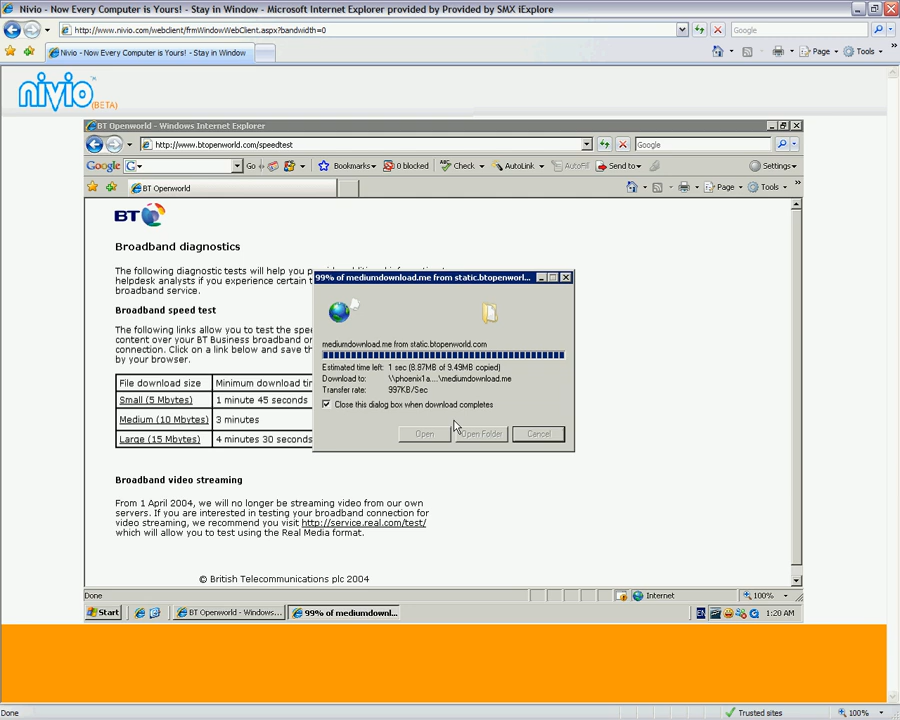 Nivio - Now Every Computer is Yours! - Stay in Window - Microsoft Internet Explorer provided by Provided by SMX iExplore
http://www.nivio.com/webclient/frmWindowWebClient.aspx?bandwidth=0
Google
Nivio - Now Every Computer is Yours! - Stay in Window
Page
Tools
nivio
(BETA)
BT Openworld - Windows Internet Explorer
http://www.btopenworld.com/speedtest
Google
Google
G
Go
Bookmarks
0 blocked
Check
AutoLink
AutoFill
Send to
Settings
BT Openworld
Page
Tools
BT
Broadband diagnostics
The following diagnostic tests will help you
helpdesk analysts if you experience certain
broadband service.
Broadband speed test
The following links allow you to test the
content over your BT Business broadband
connection. Click on a link below and save
by your browser.
File download size
Minimum download
Small (5 Mbytes)
1 minute 45 seconds
Medium (10 Mbytes)
3 minutes
Large (15 Mbytes)
4 minutes 30 seconds
99% of mediumdownload.me from static.btopenworl...
mediumdownload.me from static.btopenworld.com
Estimated time left: 1 sec (8.87MB of 9.49MB copied)
Download to: \\phoenix1a....\mediumdownload.me
Transfer rate: 997KB/Sec
Close this dialog box when download completes
Open
Open Folder
Cancel
Broadband video streaming
From 1 April 2004, we will no longer be streaming video from our own
servers. If you are interested in testing your broadband connection for
video streaming, we recommend you visit http://service.real.com/test/
which will allow you to test using the Real Media format.
© British Telecommunications plc 2004
Done
Internet
100%
Start
BT Openworld - Windows...
99% of mediumdownl...
EN
1:20 AM
Done
Trusted sites
100%